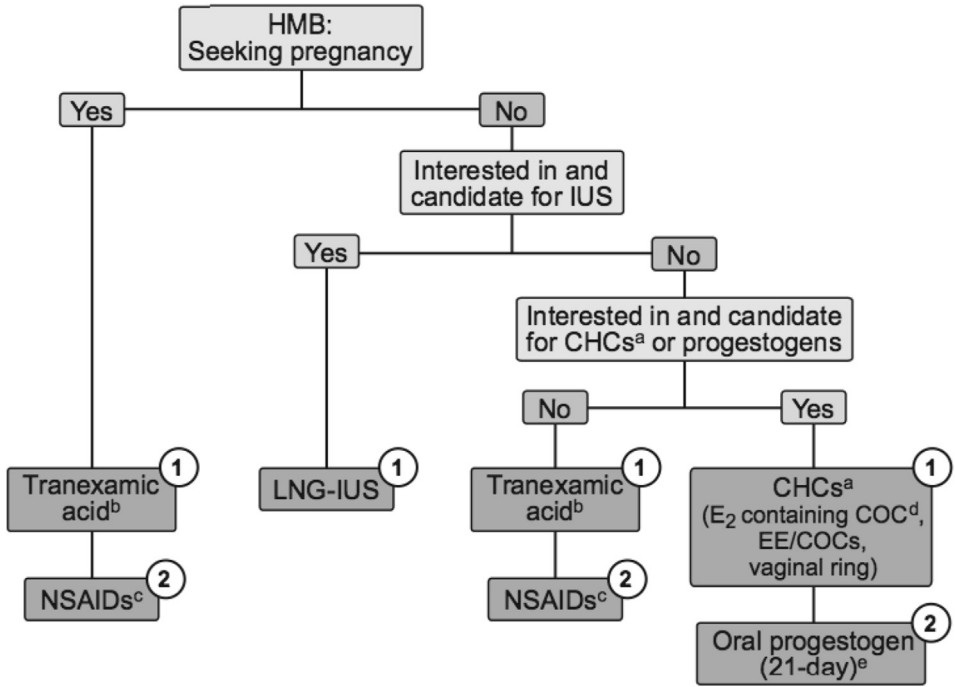 HMB:
Seeking pregnancy
Yes
No
Interested in and
candidate for IUS
Yes
No
Interested in and candidate
for CHCsᵃ or progestogens
No
Yes
1
Tranexamic
acidᵇ
1
LNG-IUS
1
Tranexamic
acidᵇ
1
CHCsᵃ
(E₂ containing COCᵈ,
EE/COCs,
vaginal ring)
2
NSAIDsᶜ
2
NSAIDsᶜ
2
Oral progestogen
(21-day)ᵉ